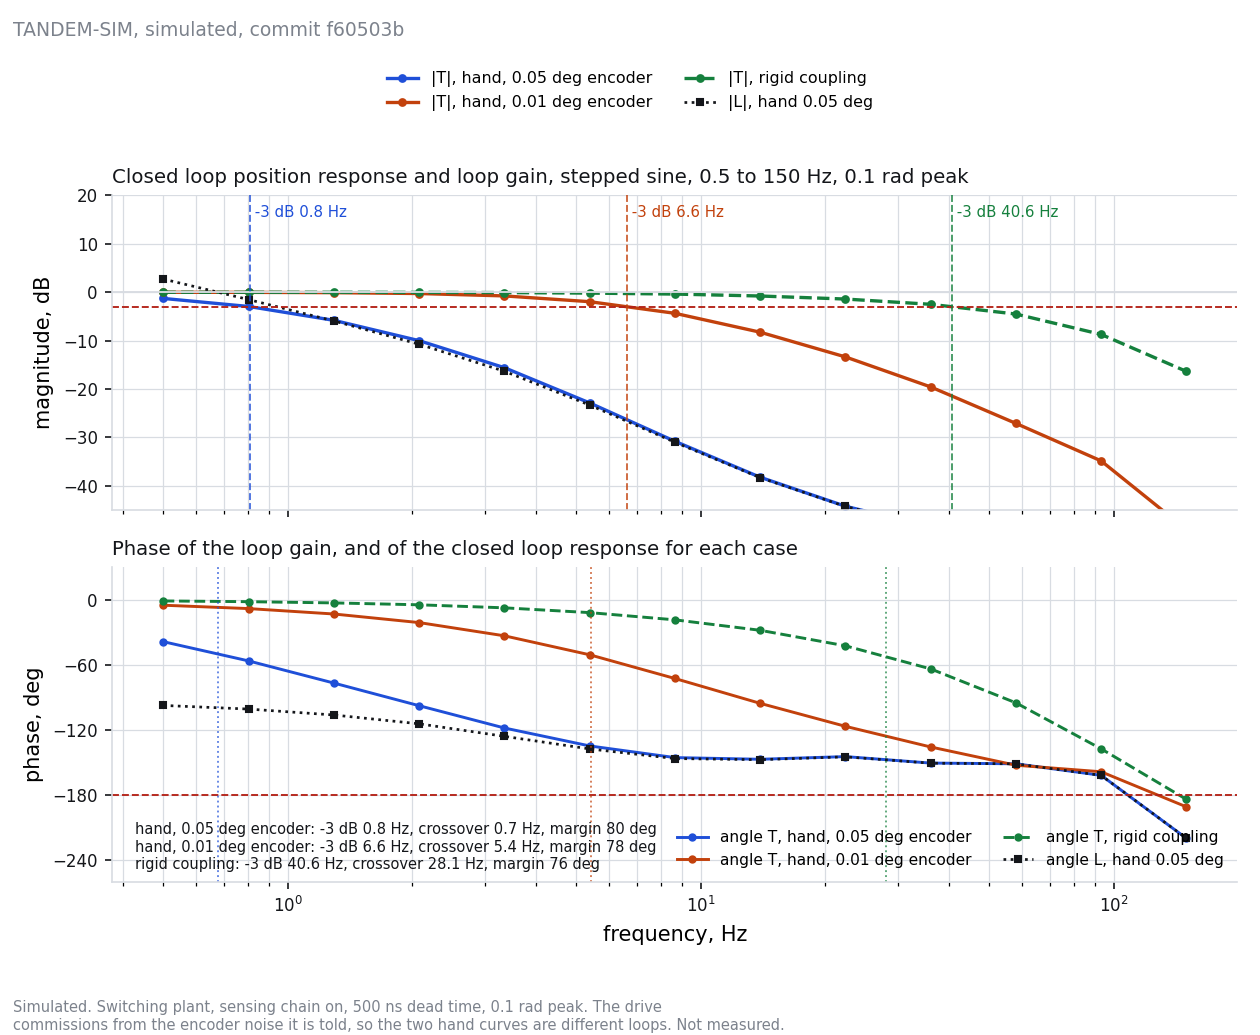 TANDEM-SIM, simulated, commit f60503b
|T|, hand, 0.05 deg encoder
|T|, hand, 0.01 deg encoder
|T|, rigid coupling
|L|, hand 0.05 deg
Closed loop position response and loop gain, stepped sine, 0.5 to 150 Hz, 0.1 rad peak
-3 dB 0.8 Hz
-3 dB 6.6 Hz
-3 dB 40.6 Hz
20
10
0
−10
−20
−30
−40
magnitude, dB
Phase of the loop gain, and of the closed loop response for each case
0
−60
−120
−180
−240
phase, deg
hand, 0.05 deg encoder: -3 dB 0.8 Hz, crossover 0.7 Hz, margin 80 deg
hand, 0.01 deg encoder: -3 dB 6.6 Hz, crossover 5.4 Hz, margin 78 deg
rigid coupling: -3 dB 40.6 Hz, crossover 28.1 Hz, margin 76 deg
angle T, hand, 0.05 deg encoder
angle T, hand, 0.01 deg encoder
angle T, rigid coupling
angle L, hand 0.05 deg
10⁰
10¹
10²
frequency, Hz
Simulated. Switching plant, sensing chain on, 500 ns dead time, 0.1 rad peak. The drive
commissions from the encoder noise it is told, so the two hand curves are different loops. Not measured.